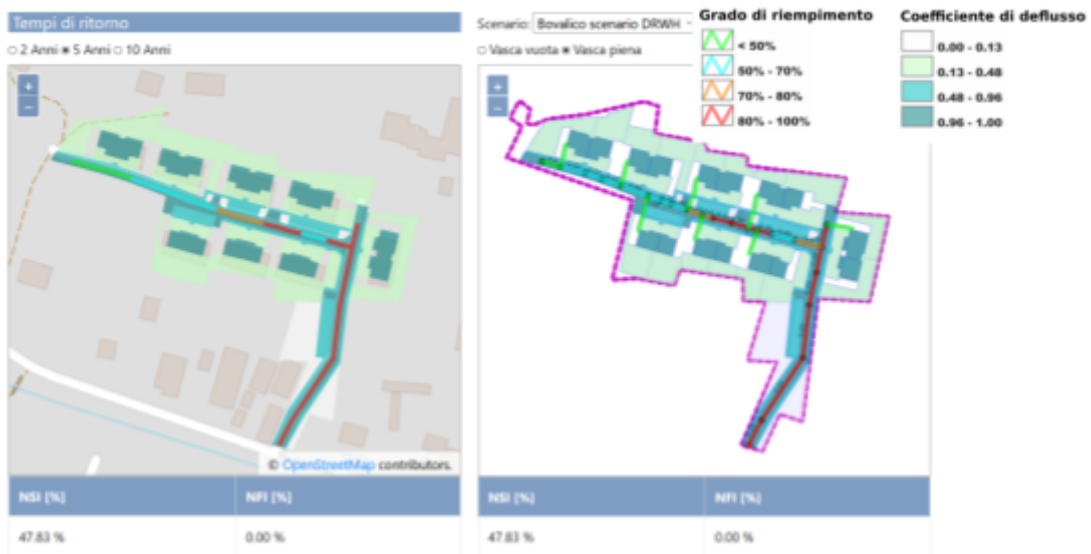 Tempi di ritorno
2 Anni 5 Anni 10 Anni
+
−
© OpenStreetMap contributors.
NSI [%] NFI [%]
47.83 % 0.00 %
Scenario: Bovalico scenario DRWH
Vasca vuota Vasca piena
+
−
NSI [%] NFI [%]
47.83 % 0.00 %
Grado di riempimento
< 50%
50% - 70%
70% - 80%
80% - 100%
Coefficiente di deflusso
0.00 - 0.13
0.13 - 0.48
0.48 - 0.96
0.96 - 1.00